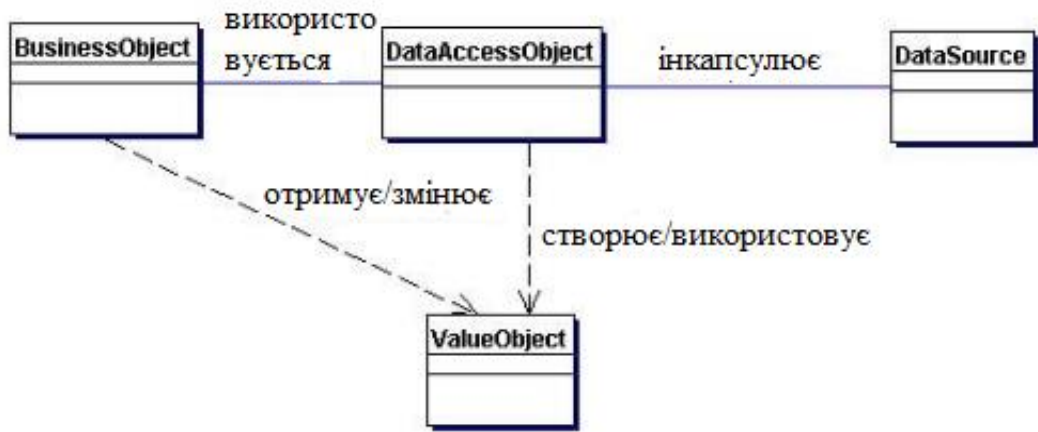 використо
вується
BusinessObject
DataAccessObject
інкапсулює
DataSource
отримує/змінює
створює/використовує
ValueObject